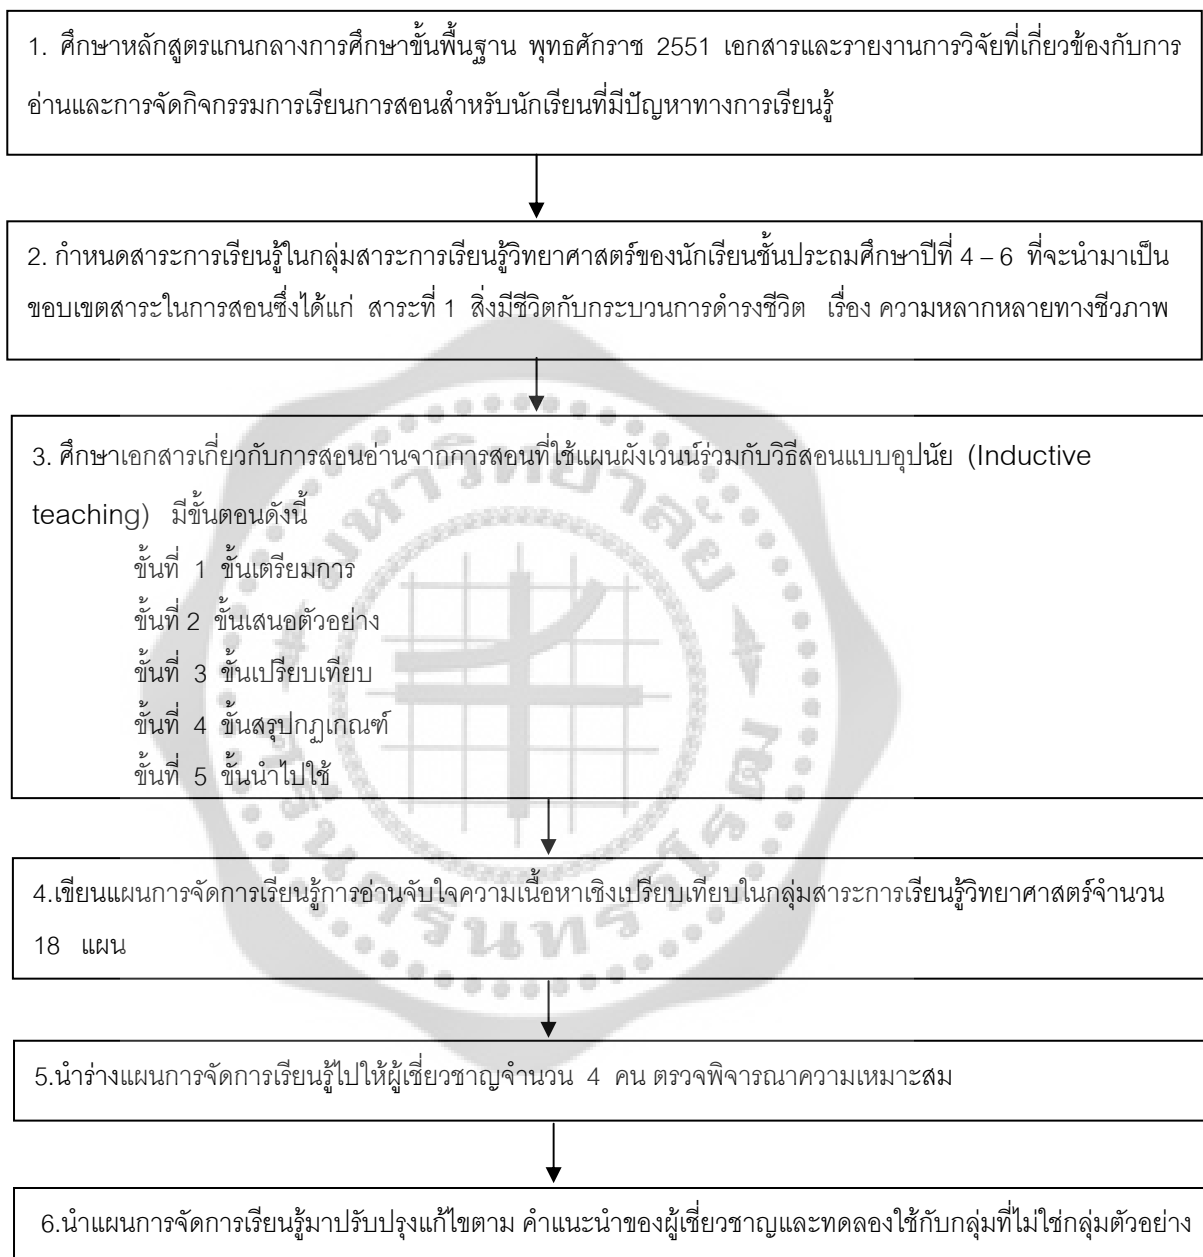 1. ศึกษาหลักสูตรแกนกลางการศึกษาขั้นพื้นฐาน พุทธศักราช 2551 เอกสารและรายงานการวิจัยที่เกี่ยวข้องกับการ
อ่านและการจัดกิจกรรมการเรียนการสอนสำหรับนักเรียนที่มีปัญหาทางการเรียนรู้
2. กำหนดสาระการเรียนรู้ในกลุ่มสาระการเรียนรู้วิทยาศาสตร์ของนักเรียนชั้นประถมศึกษาปีที่ 4 – 6 ที่จะนำมาเป็น
ขอบเขตสาระในการสอนซึ่งได้แก่ สาระที่ 1 สิ่งมีชีวิตกับกระบวนการดำรงชีวิต เรื่อง ความหลากหลายทางชีวภาพ
3. ศึกษาเอกสารเกี่ยวกับการสอนอ่านจากการสอนที่ใช้แผนผังเวนน์ร่วมกับวิธีสอนแบบอุปนัย (Inductive
teaching) มีขั้นตอนดังนี้
ขั้นที่ 1 ขั้นเตรียมการ
ขั้นที่ 2 ขั้นเสนอตัวอย่าง
ขั้นที่ 3 ขั้นเปรียบเทียบ
ขั้นที่ 4 ขั้นสรุปกฎเกณฑ์
ขั้นที่ 5 ขั้นนำไปใช้
มหาวิทยาลัย
ศรีนครินทรวิโรฒ
4.เขียนแผนการจัดการเรียนรู้การอ่านจับใจความเนื้อหาเชิงเปรียบเทียบในกลุ่มสาระการเรียนรู้วิทยาศาสตร์จำนวน
18 แผน
5.นำร่างแผนการจัดการเรียนรู้ไปให้ผู้เชี่ยวชาญจำนวน 4 คน ตรวจพิจารณาความเหมาะสม
6.นำแผนการจัดการเรียนรู้มาปรับปรุงแก้ไขตาม คำแนะนำของผู้เชี่ยวชาญและทดลองใช้กับกลุ่มที่ไม่ใช่กลุ่มตัวอย่าง